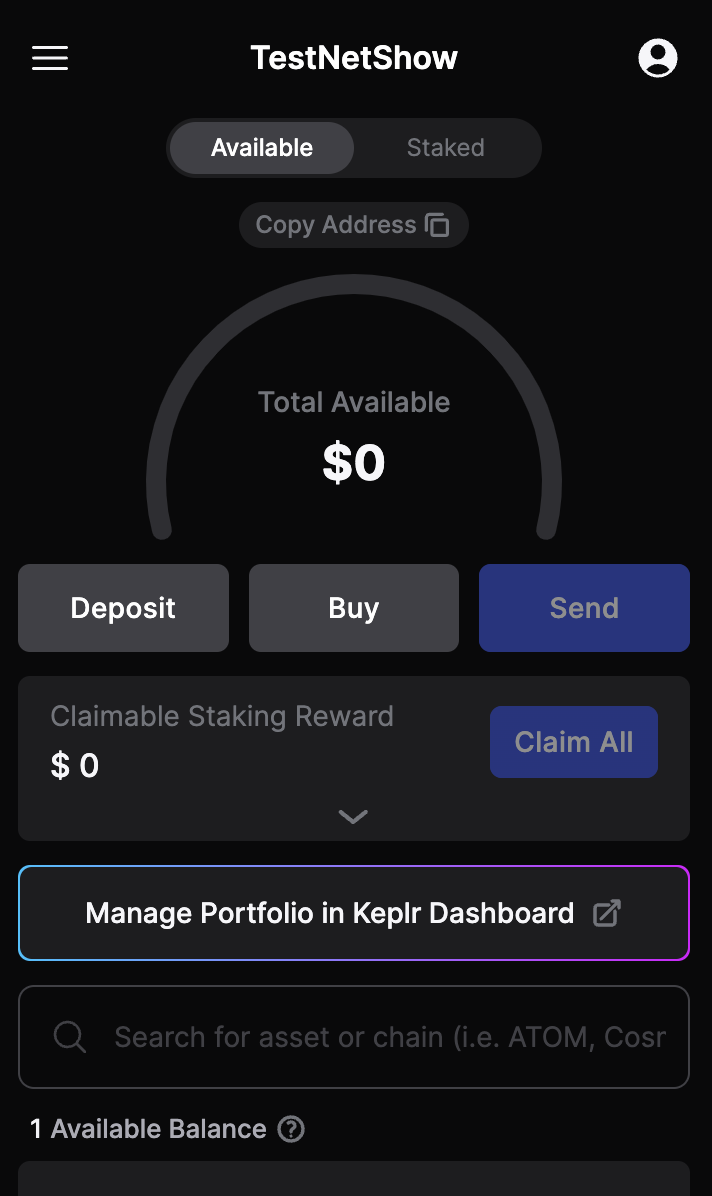 TestNetShow
Available
Staked
Copy Address
Total Available
$0
Deposit
Buy
Send
Claimable Staking Reward
$ 0
Claim All
Manage Portfolio in Keplr Dashboard
Search for asset or chain (i.e. ATOM, Cosm
1 Available Balance